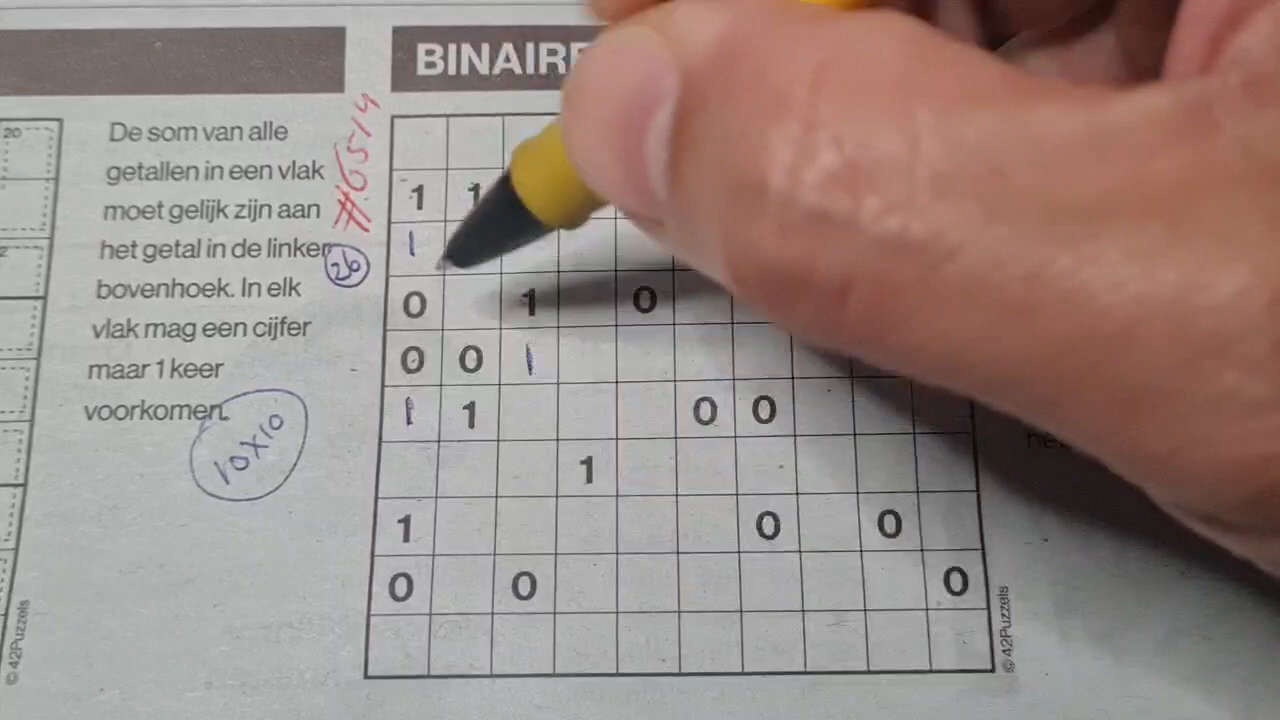 BINAIRE
20
De som van alle
getallen in een vlak
moet gelijk zijn aan
het getal in de linker
bovenhoek. In elk
vlak mag een cijfer
maar 1 keer
voorkomen.
#6514
26
10x10
1 1
1
0 1 0
0 0 1
1 1 0 0
1
1 0 0
0 0 0
© 42Puzzels
© 42Puzzels